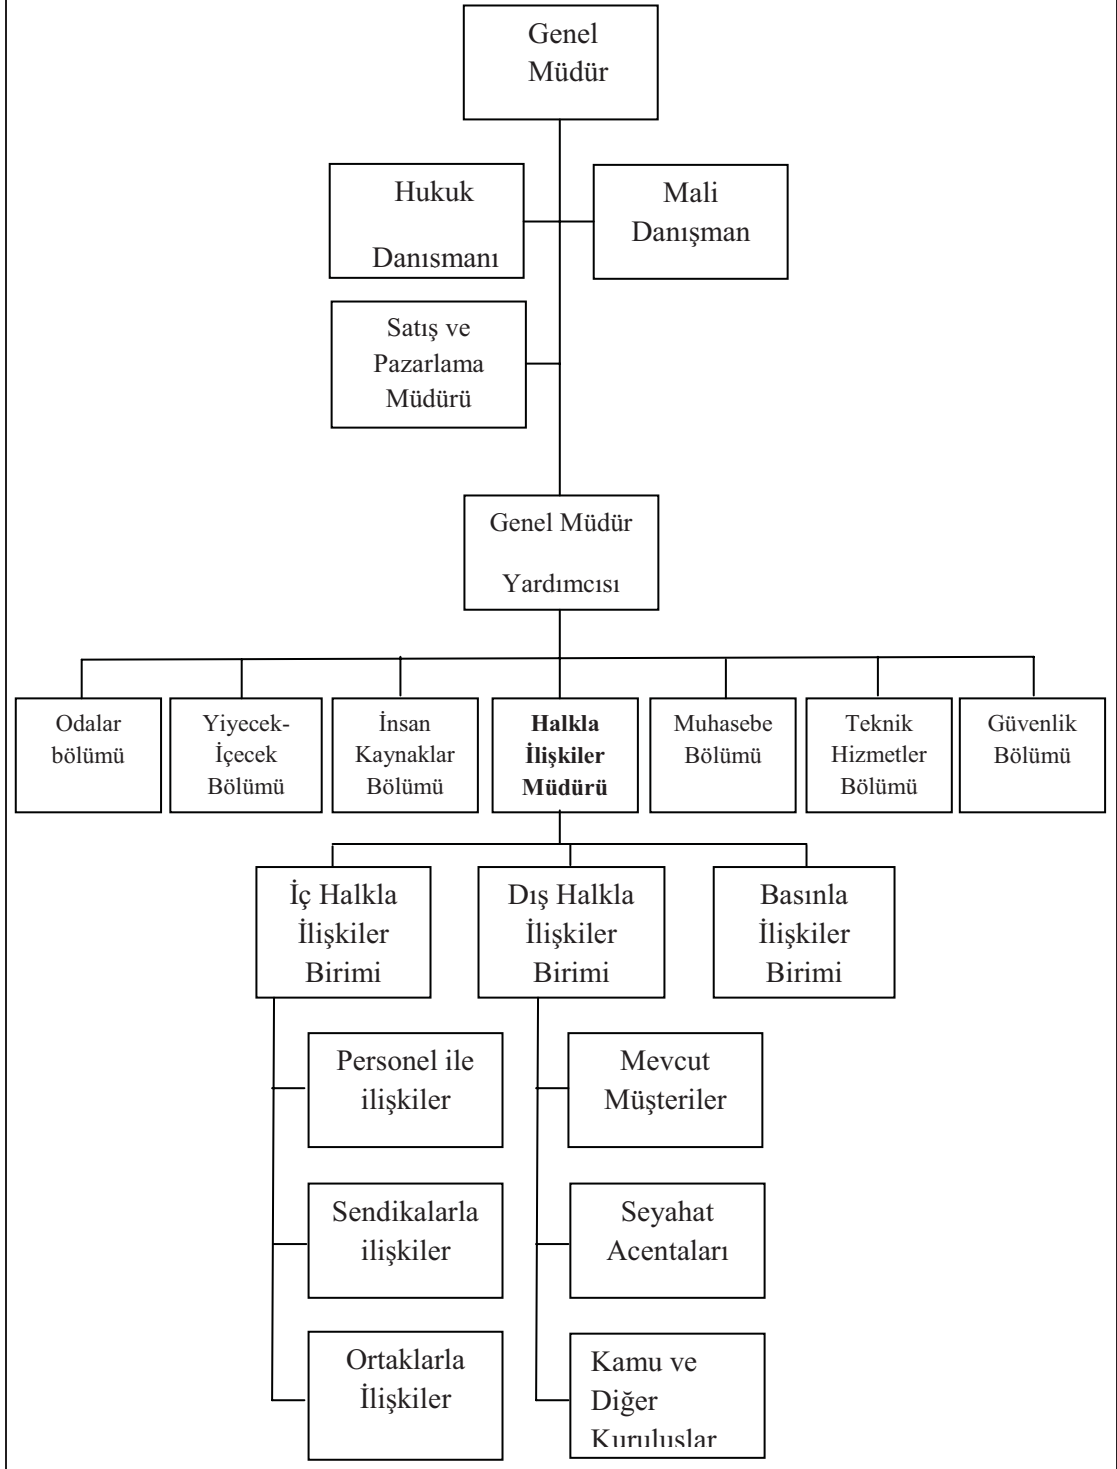 Genel
Müdür
Hukuk
Danısmanı
Mali
Danışman
Satış ve
Pazarlama
Müdürü
Genel Müdür
Yardımcısı
Odalar
bölümü
Yiyecek-
İçecek
Bölümü
İnsan
Kaynaklar
Bölümü
Halkla
İlişkiler
Müdürü
Muhasebe
Bölümü
Teknik
Hizmetler
Bölümü
Güvenlik
Bölümü
İç Halkla
İlişkiler
Birimi
Dış Halkla
İlişkiler
Birimi
Basınla
İlişkiler
Birimi
Personel ile
ilişkiler
Sendikalarla
ilişkiler
Ortaklarla
İlişkiler
Mevcut
Müşteriler
Seyahat
Acentaları
Kamu ve
Diğer
Kuruluslar